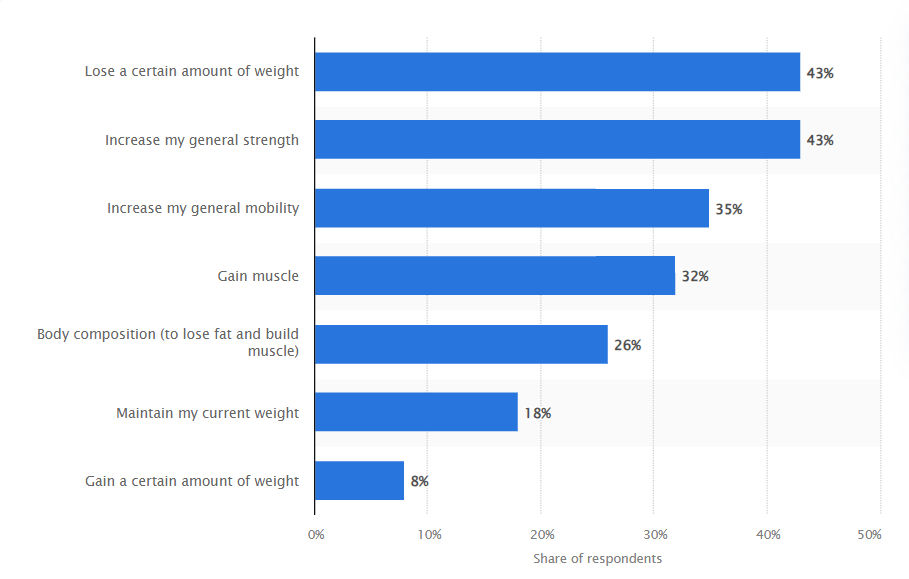 Lose a certain amount of weight
43%
Increase my general strength
43%
Increase my general mobility
35%
Gain muscle
32%
Body composition (to lose fat and build
muscle)
26%
Maintain my current weight
18%
Gain a certain amount of weight
8%
0% 10% 20% 30% 40% 50%
Share of respondents